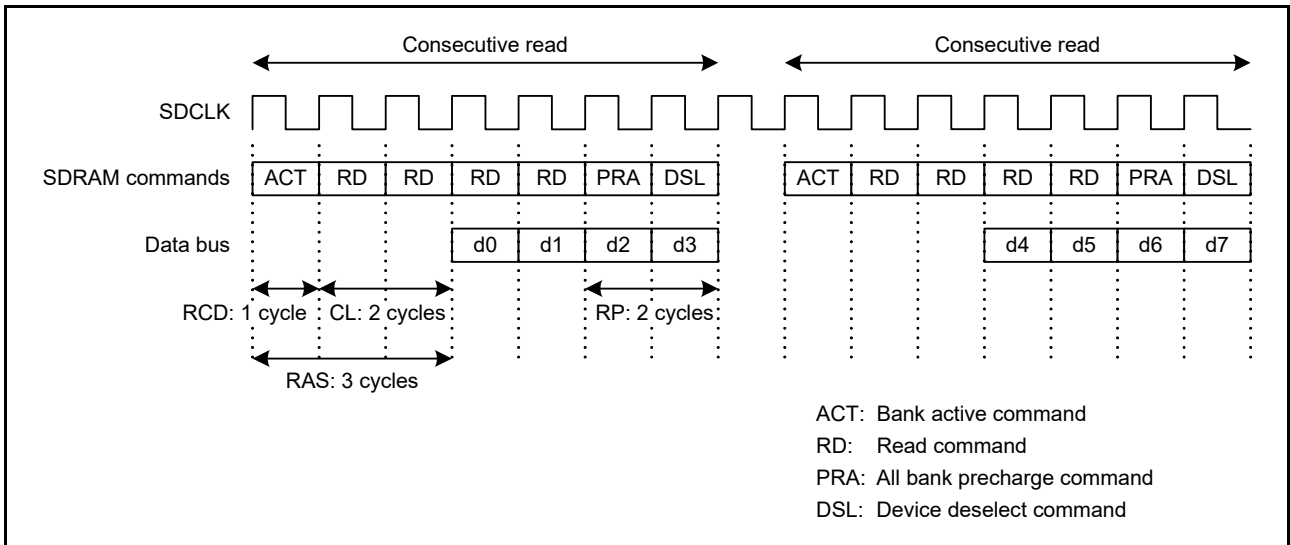 Consecutive read Consecutive read
SDCLK
SDRAM commands ACT RD RD RD RD PRA DSL ACT RD RD RD RD PRA DSL
Data bus d0 d1 d2 d3 d4 d5 d6 d7
RCD: 1 cycle CL: 2 cycles RP: 2 cycles
RAS: 3 cycles
ACT: Bank active command
RD: Read command
PRA: All bank precharge command
DSL: Device deselect command